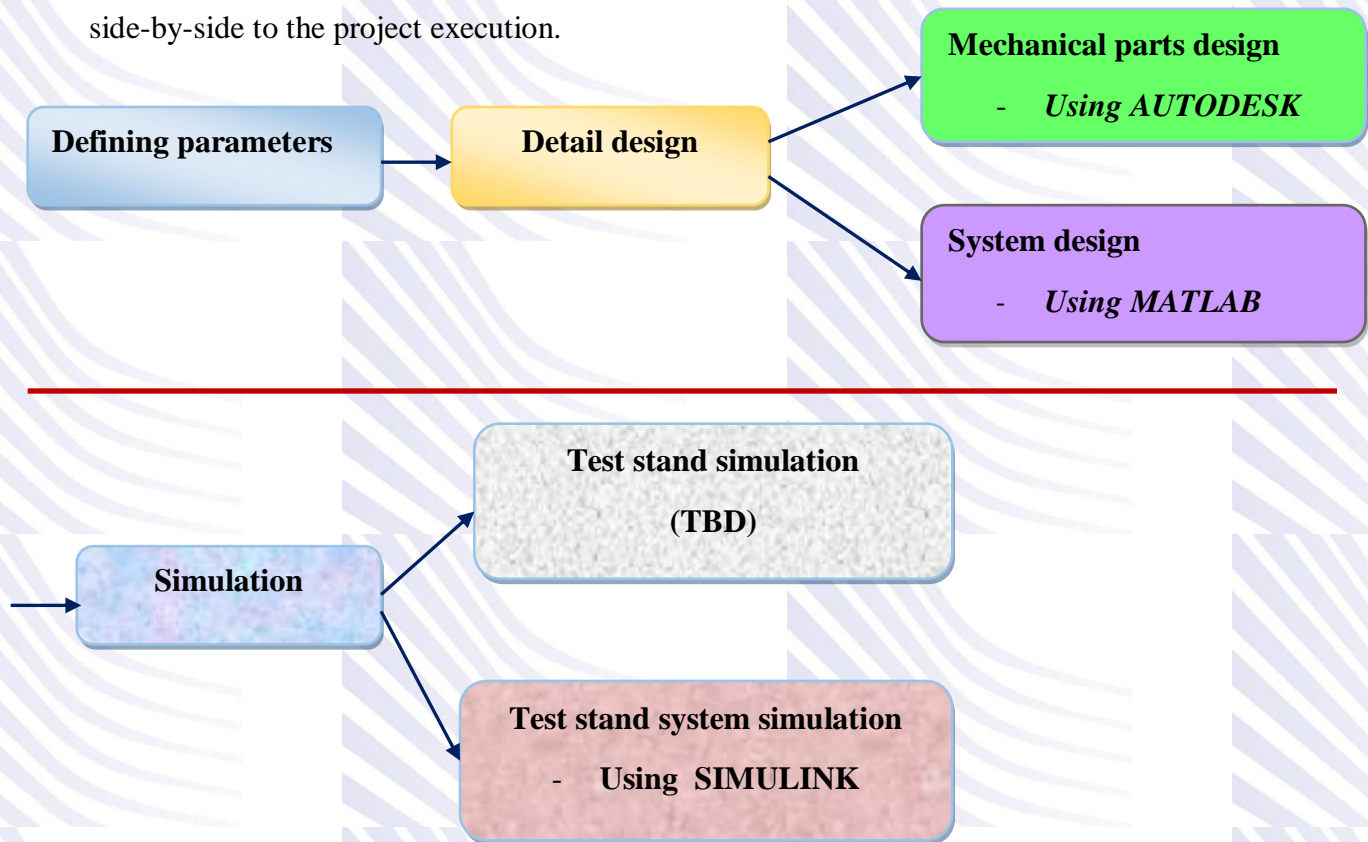 side-by-side to the project execution.
Mechanical parts design
- Using AUTODESK
Defining parameters
Detail design
System design
- Using MATLAB
Test stand simulation
(TBD)
Simulation
Test stand system simulation
- Using SIMULINK